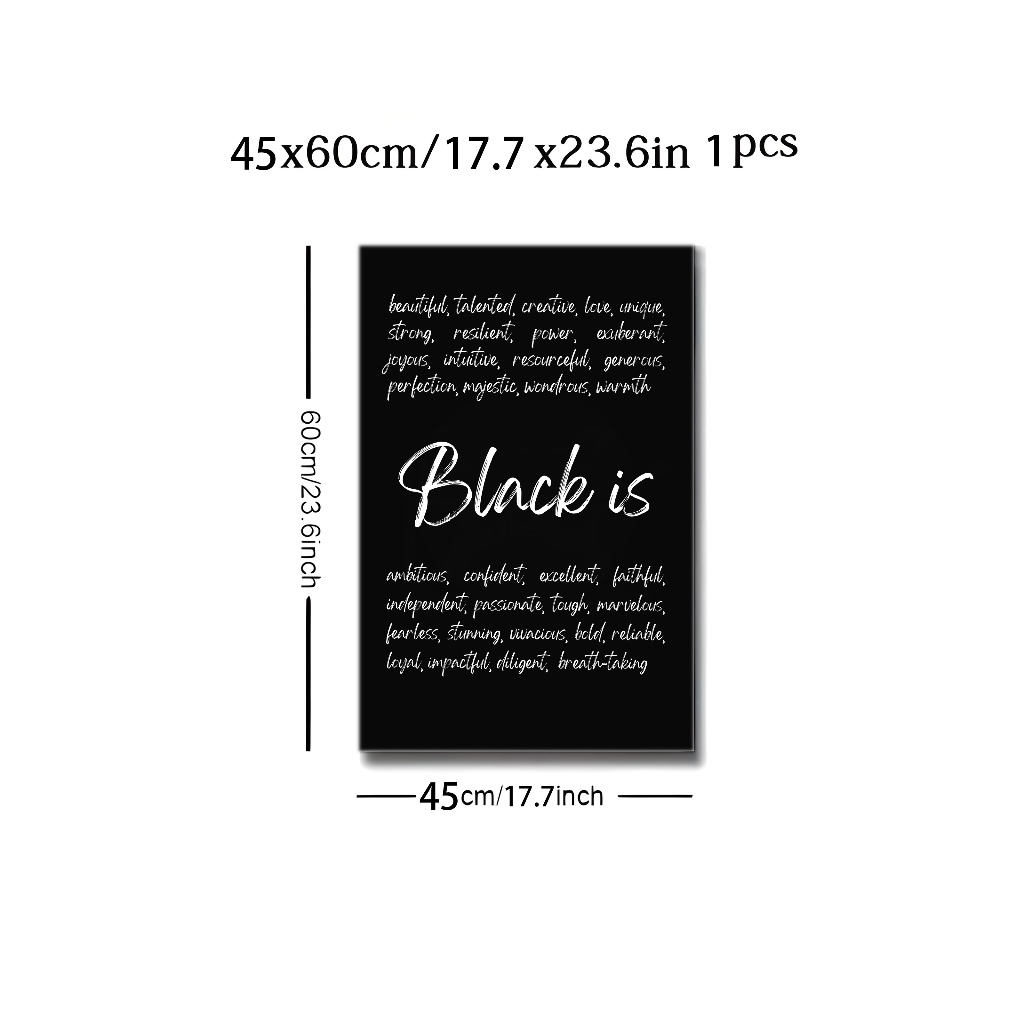 45x60cm/17.7 x23.6in 1pcs
beautiful, talented, creative, love, unique,
strong, resilient, power, exuberant,
joyous, intuitive, resourceful, generous,
perfection, majestic, wondrous, warmth
Black is
ambitious, confident, excellent, faithful,
independent, passionate, tough, marvelous,
fearless, stunning, vivacious, bold, reliable,
loyal, impactful, diligent, breath-taking
60cm/23.6inch
45cm/17.7inch